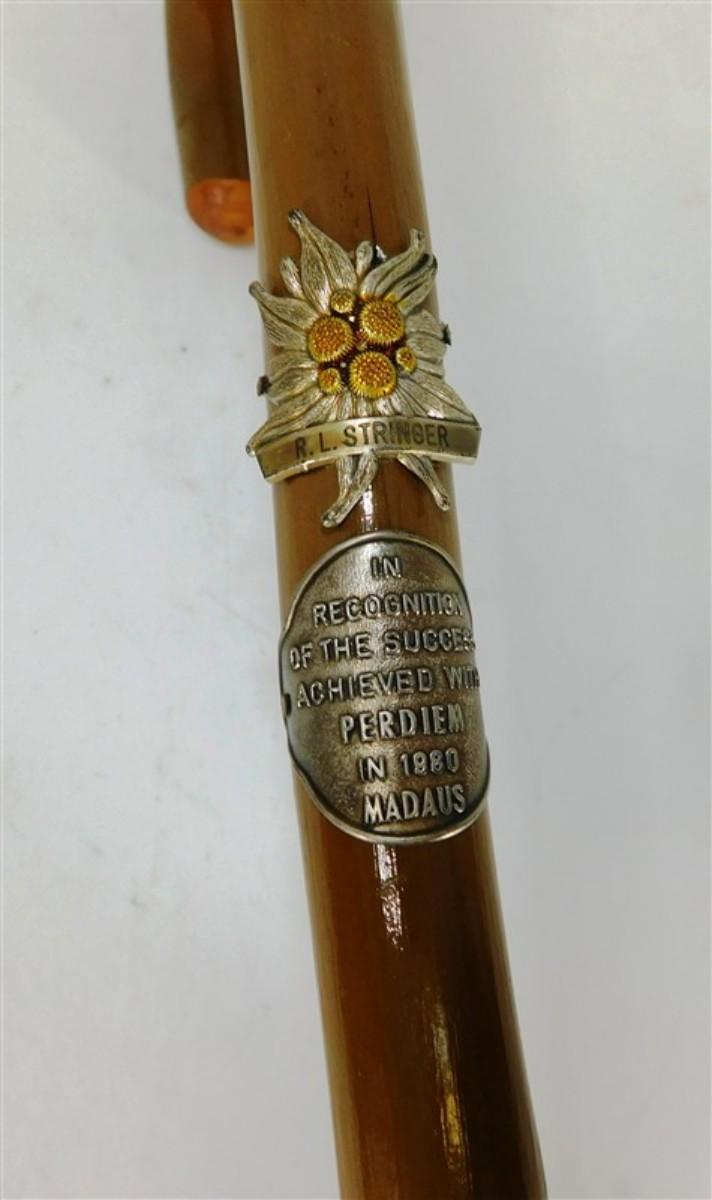 R. L. STRINGER
IN
RECOGNITION
OF THE SUCCESS
ACHIEVED WITH
PERDIEM
IN 1980
MADAUS